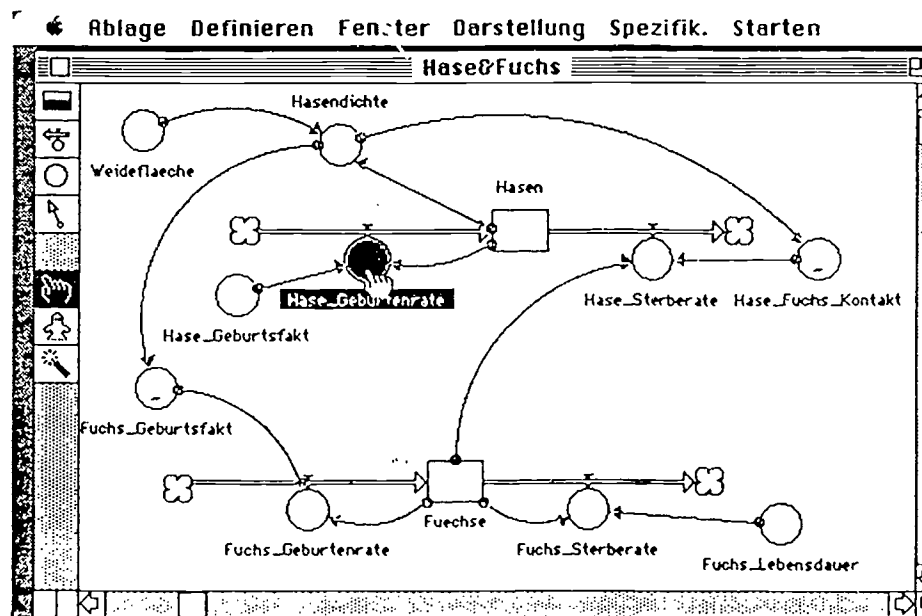 Ablage Definieren Fenster Darstellung Spezifik. Starten
Hase&Fuchs
Hasendichte
Weideflaeche
Hasen
Hase_Geburtenrate
Hase_Sterberate
Hase_Fuchs_Kontakt
Hase_Geburtsfakt
Fuchs_Geburtsfakt
Fuechse
Fuchs_Geburtenrate
Fuchs_Sterberate
Fuchs_Lebensdauer